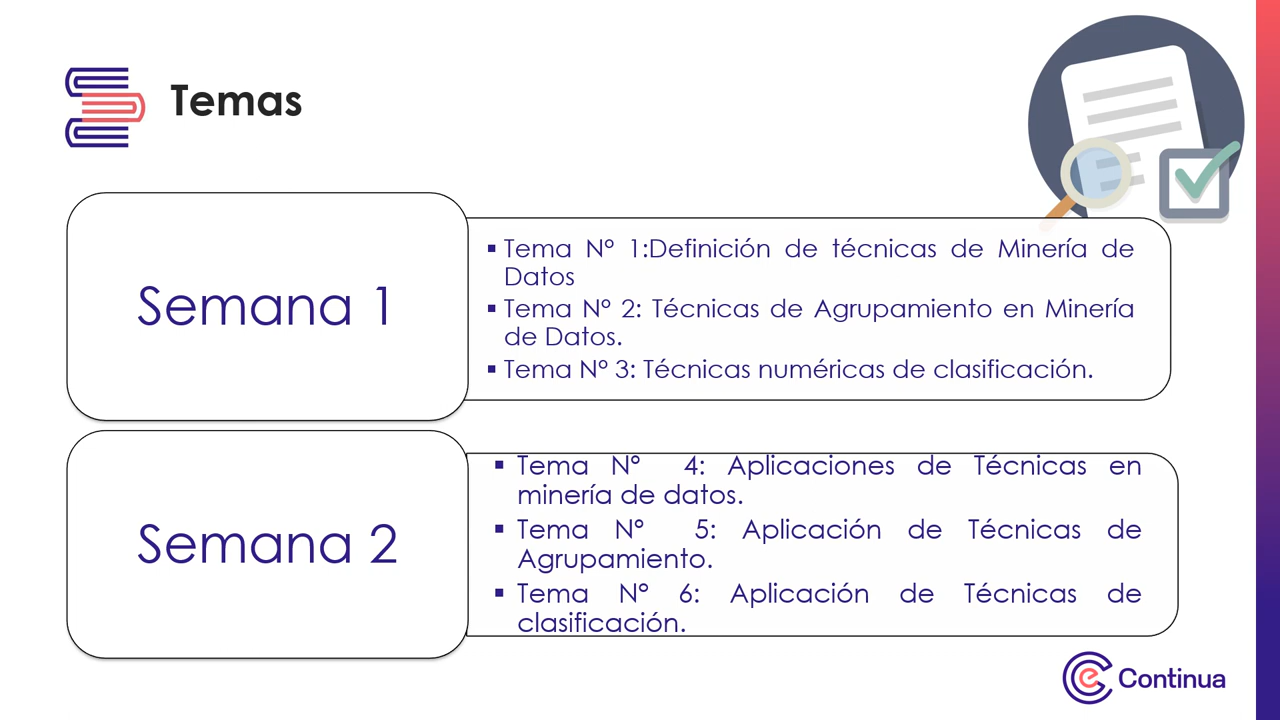 Temas
Semana 1
▪ Tema N° 1:Definición de técnicas de Minería de
Datos
▪ Tema N° 2: Técnicas de Agrupamiento en Minería
de Datos.
▪ Tema N° 3: Técnicas numéricas de clasificación.
Semana 2
▪ Tema N° 4: Aplicaciones de Técnicas en
minería de datos.
▪ Tema N° 5: Aplicación de Técnicas de
Agrupamiento.
▪ Tema N° 6: Aplicación de Técnicas de
clasificación.
Continua